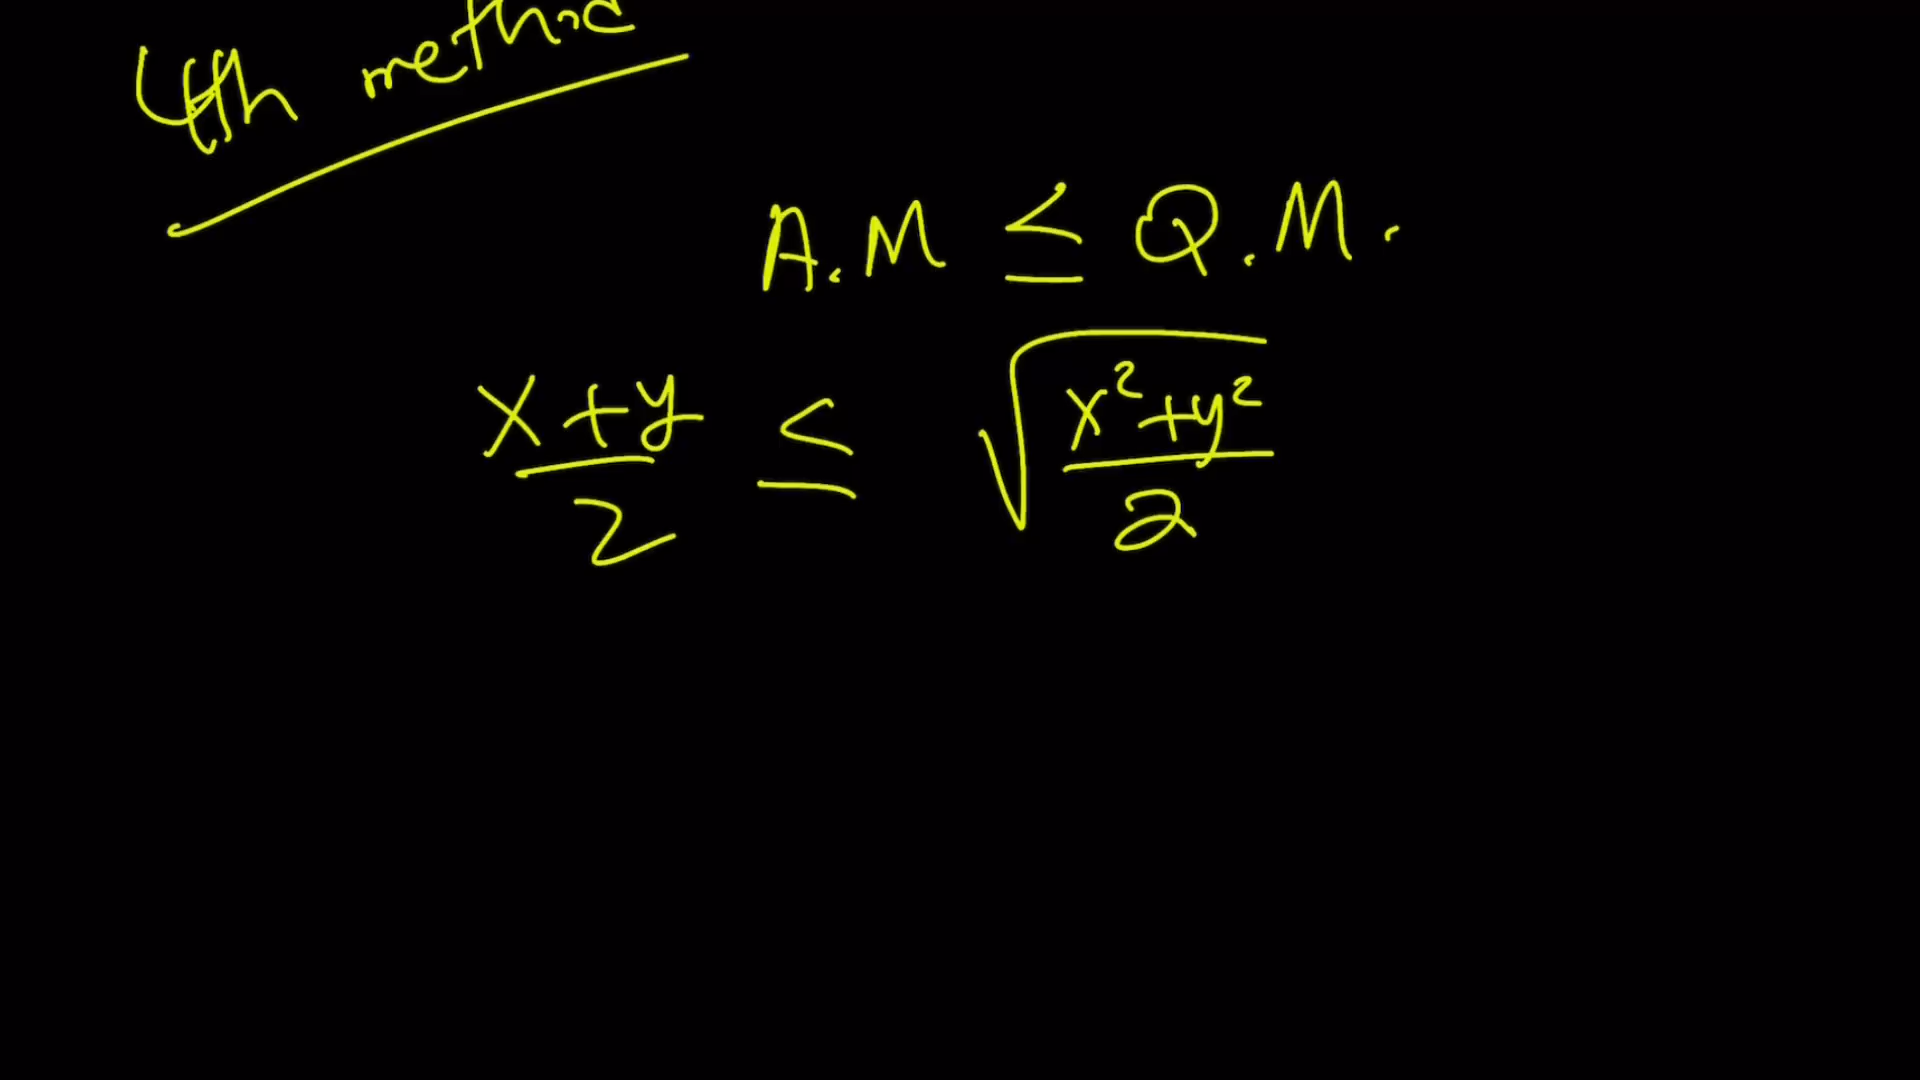 4th method
A.M ≤ Q.M.
x+y/2 ≤ √(x²+y²/2)